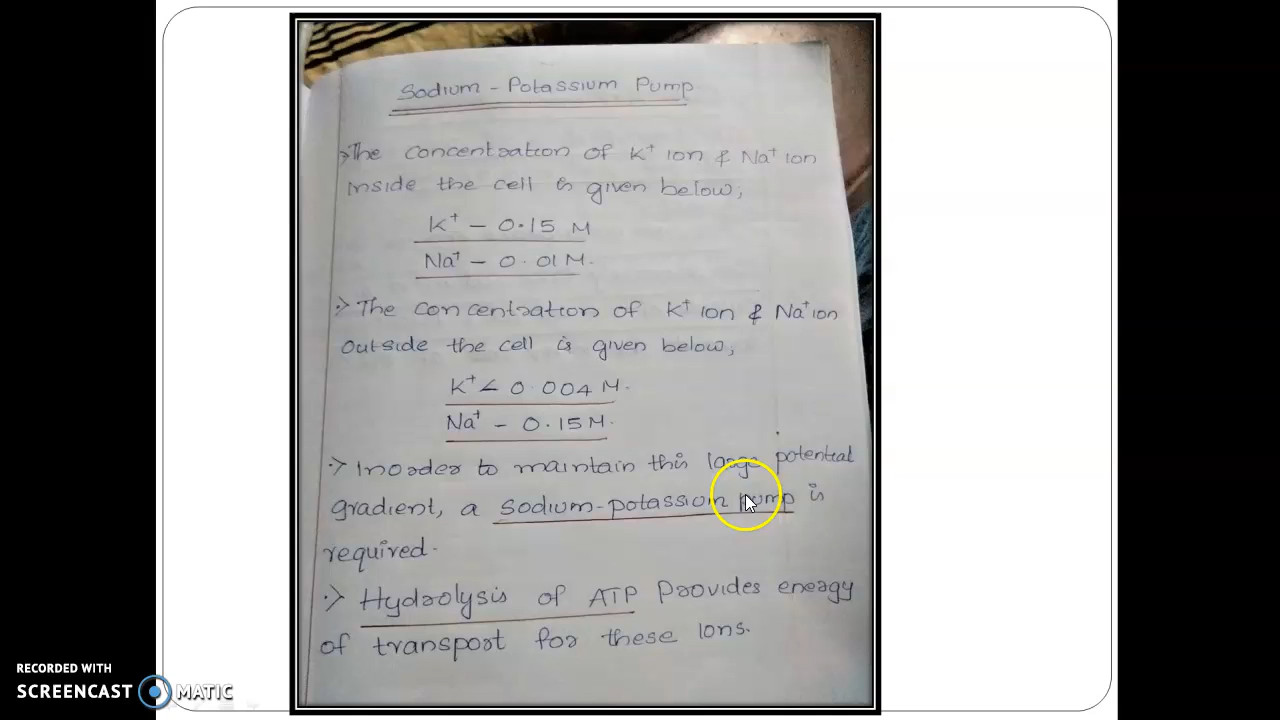 Sodium - Potassium Pump
:> The concentration of K⁺ ion & Na⁺ ion
inside the cell is given below;
K⁺ - 0.15 M
Na⁺ - 0.01 M.
:> The concentration of K⁺ ion & Na⁺ ion
outside the cell is given below;
K⁺ < 0.004 M.
Na⁺ - 0.15 M.
:> Inorder to maintain this large potential
gradient, a sodium-potassium pump is
required.
:> Hydrolysis of ATP Provides energy
of transport for these Ions.
RECORDED WITH
SCREENCAST MATIC